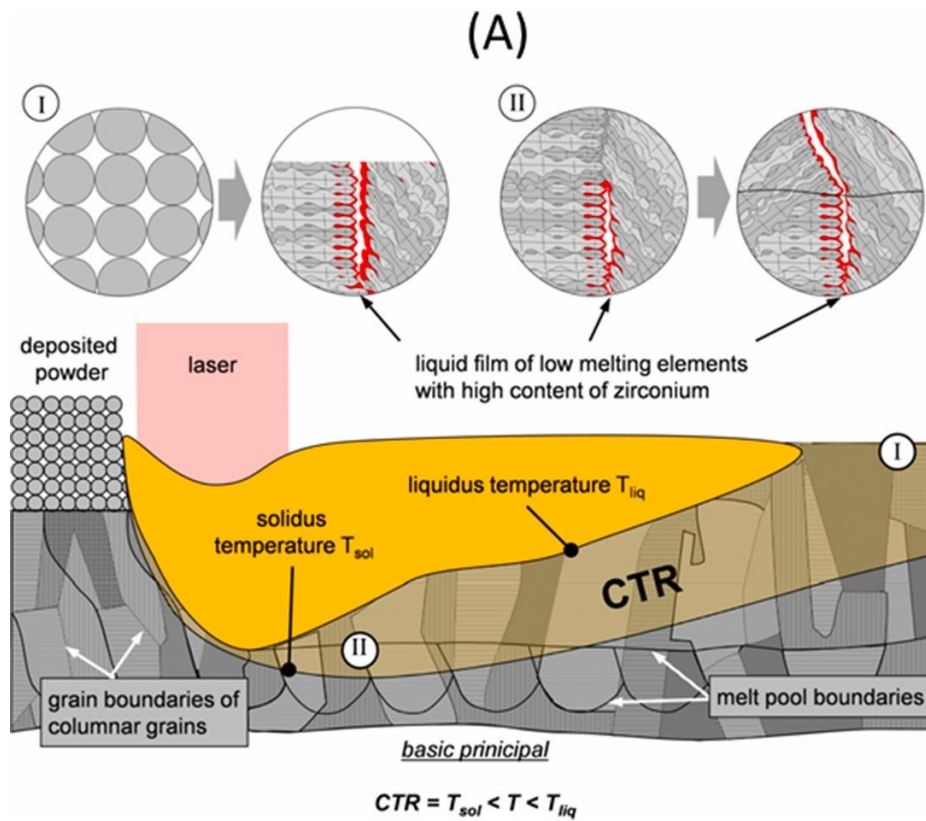 (A)
I
II
deposited
powder
laser
liquid film of low melting elements
with high content of zirconium
I
liquidus temperature Tliq
solidus
temperature Tsol
CTR
II
grain boundaries of
columnar grains
melt pool boundaries
basic prinicipal
CTR = Tsol < T < Tliq